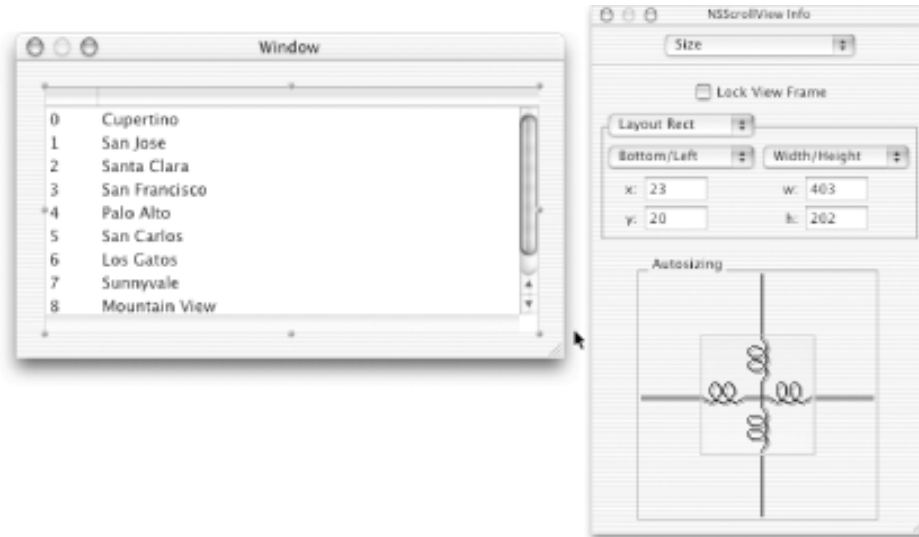 Window
0 Cupertino
1 San Jose
2 Santa Clara
3 San Francisco
4 Palo Alto
5 San Carlos
6 Los Gatos
7 Sunnyvale
8 Mountain View
NSScrollView Info
Size
Lock View Frame
Layout Rect
Bottom/Left Width/Height
x: 23 w: 403
y: 20 h: 202
Autosizing